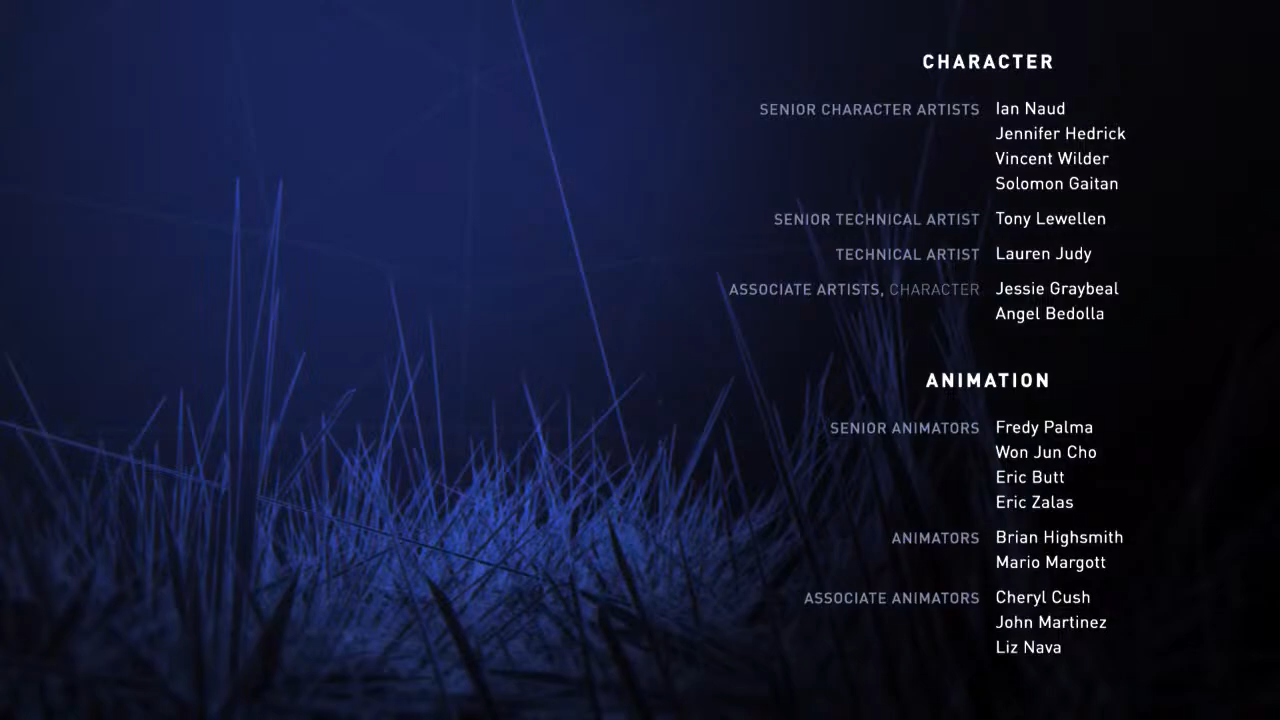 CHARACTER
SENIOR CHARACTER ARTISTS Ian Naud
Jennifer Hedrick
Vincent Wilder
Solomon Gaitan
SENIOR TECHNICAL ARTIST Tony Lewellen
TECHNICAL ARTIST Lauren Judy
ASSOCIATE ARTISTS, CHARACTER Jessie Graybeal
Angel Bedolla
ANIMATION
SENIOR ANIMATORS Fredy Palma
Won Jun Cho
Eric Butt
Eric Zalas
ANIMATORS Brian Highsmith
Mario Margott
ASSOCIATE ANIMATORS Cheryl Cush
John Martinez
Liz Nava